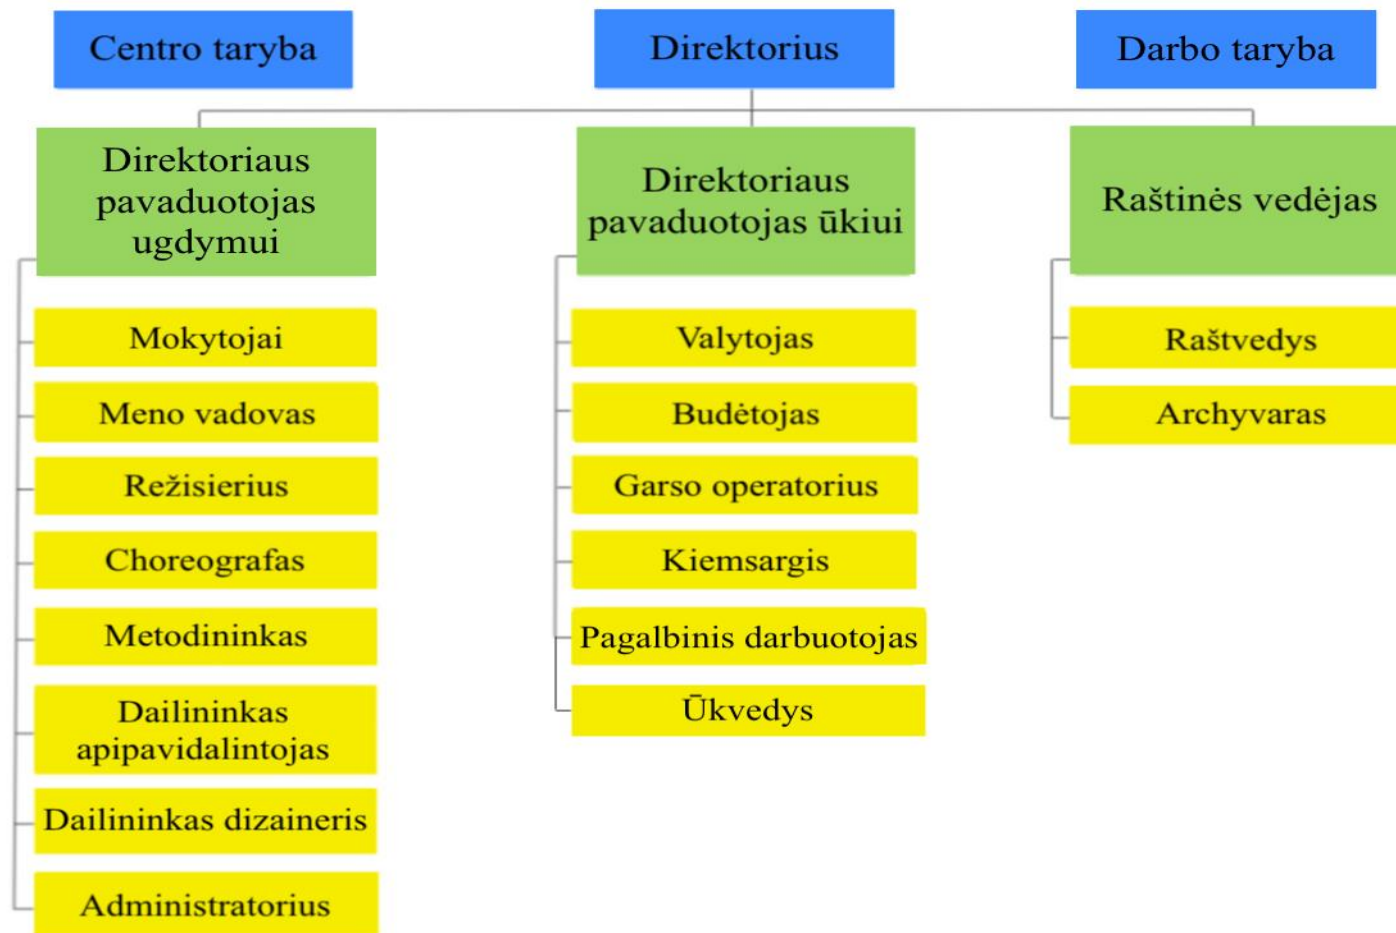 Centro taryba
Direktorius
Darbo taryba
Direktoriaus
pavaduotojas
ugdymui
Mokytojai
Meno vadovas
Režisierius
Choreografas
Metodininkas
Dailininkas
apipavidalintojas
Dailininkas dizaineris
Administratorius
Direktoriaus
pavaduotojas ūkiui
Valytojas
Budėtojas
Garso operatorius
Kiemsargis
Pagalbinis darbuotojas
Ūkvedys
Raštinės vedėjas
Raštvedys
Archyvaras